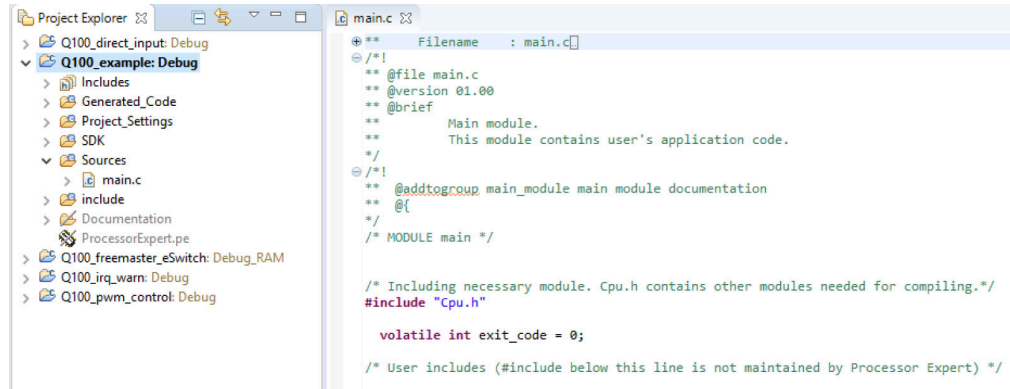 Project Explorer
Q100_direct_input: Debug
Q100_example: Debug
Includes
Generated_Code
Project_Settings
SDK
Sources
main.c
include
Documentation
ProcessorExpert.pe
Q100_freemaster_eSwitch: Debug_RAM
Q100_irq_warn: Debug
Q100_pwm_control: Debug
main.c
**     Filename    : main.c
/*!
** @file main.c
** @version 01.00
** @brief
**         Main module.
**         This module contains user's application code.
*/
/*!
**  @addtogroup main_module main module documentation
**  @{
*/
/* MODULE main */
/* Including necessary module. Cpu.h contains other modules needed for compiling.*/
#include "Cpu.h"
volatile int exit_code = 0;
/* User includes (#include below this line is not maintained by Processor Expert) */